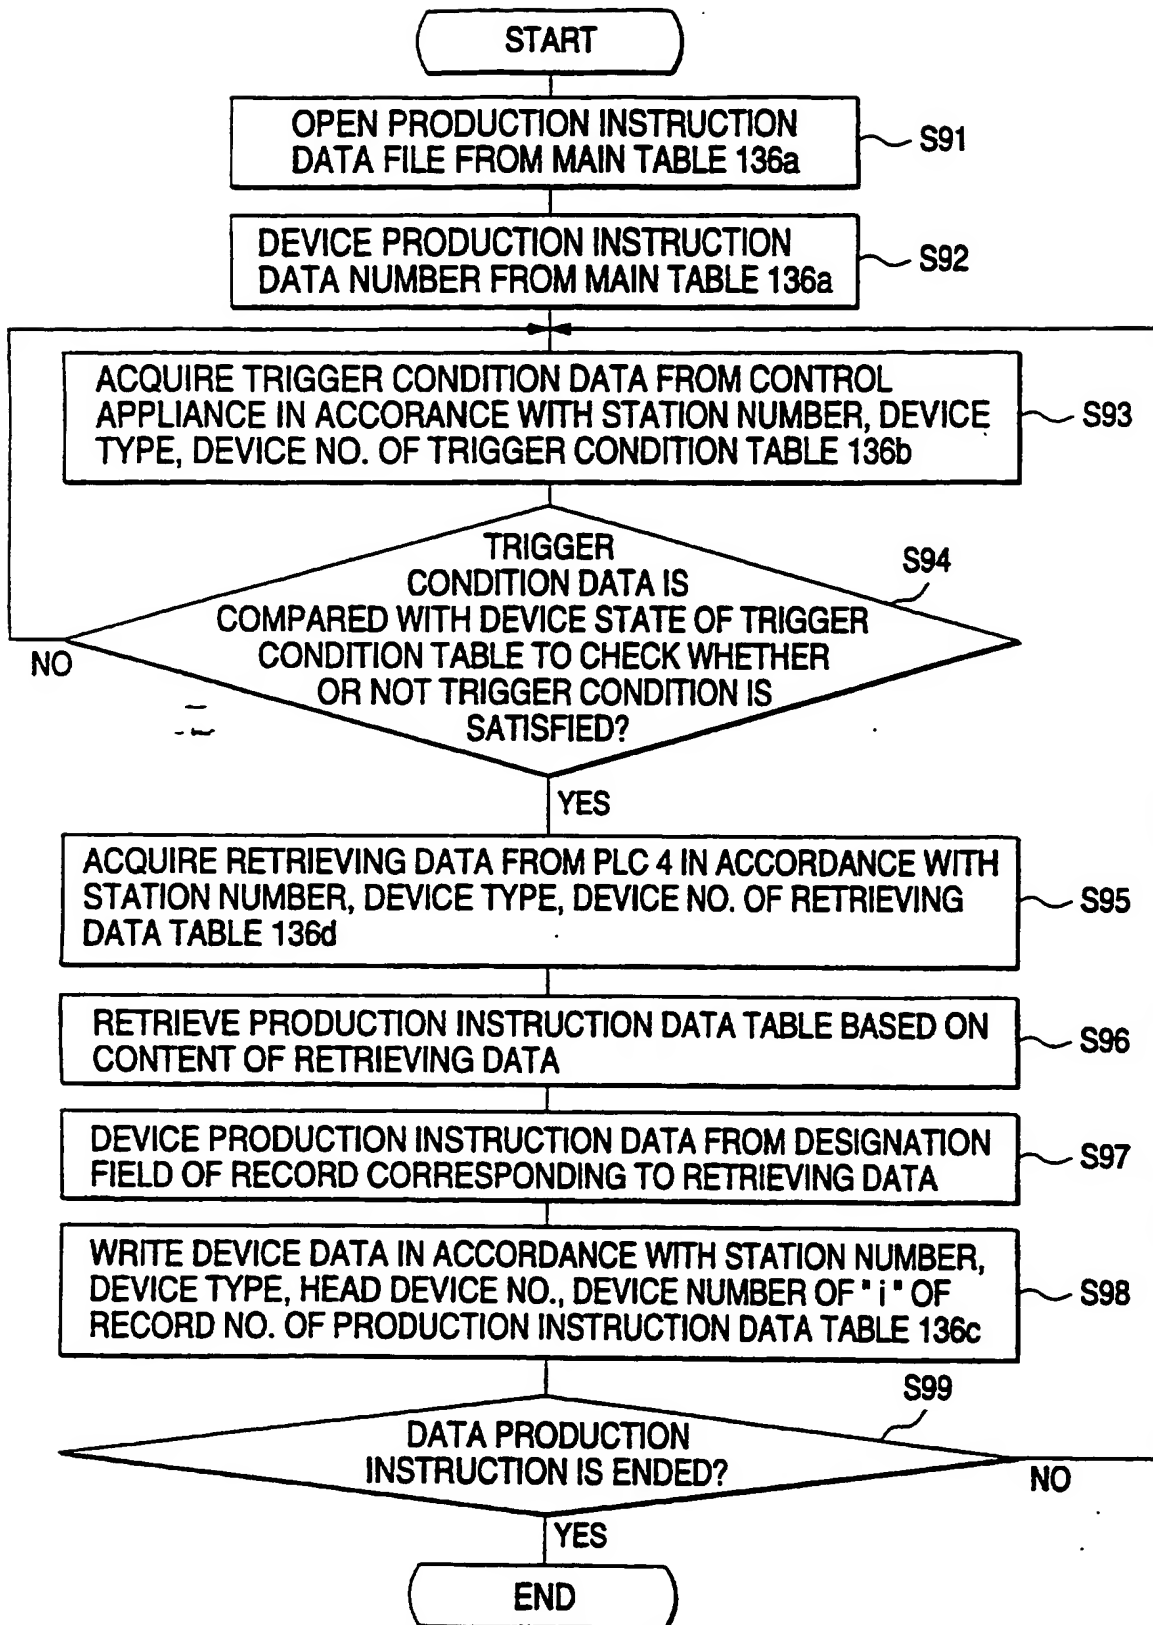 START
OPEN PRODUCTION INSTRUCTION
DATA FILE FROM MAIN TABLE 136a
S91
DEVICE PRODUCTION INSTRUCTION
DATA NUMBER FROM MAIN TABLE 136a
S92
ACQUIRE TRIGGER CONDITION DATA FROM CONTROL
APPLIANCE IN ACCORANCE WITH STATION NUMBER, DEVICE
TYPE, DEVICE NO. OF TRIGGER CONDITION TABLE 136b
S93
TRIGGER
CONDITION DATA IS
COMPARED WITH DEVICE STATE OF TRIGGER
CONDITION TABLE TO CHECK WHETHER
OR NOT TRIGGER CONDITION IS
SATISFIED?
S94
NO
YES
ACQUIRE RETRIEVING DATA FROM PLC 4 IN ACCORDANCE WITH
STATION NUMBER, DEVICE TYPE, DEVICE NO. OF RETRIEVING
DATA TABLE 136d
S95
RETRIEVE PRODUCTION INSTRUCTION DATA TABLE BASED ON
CONTENT OF RETRIEVING DATA
S96
DEVICE PRODUCTION INSTRUCTION DATA FROM DESIGNATION
FIELD OF RECORD CORRESPONDING TO RETRIEVING DATA
S97
WRITE DEVICE DATA IN ACCORDANCE WITH STATION NUMBER,
DEVICE TYPE, HEAD DEVICE NO., DEVICE NUMBER OF " i " OF
RECORD NO. OF PRODUCTION INSTRUCTION DATA TABLE 136c
S98
DATA PRODUCTION
INSTRUCTION IS ENDED?
S99
NO
YES
END